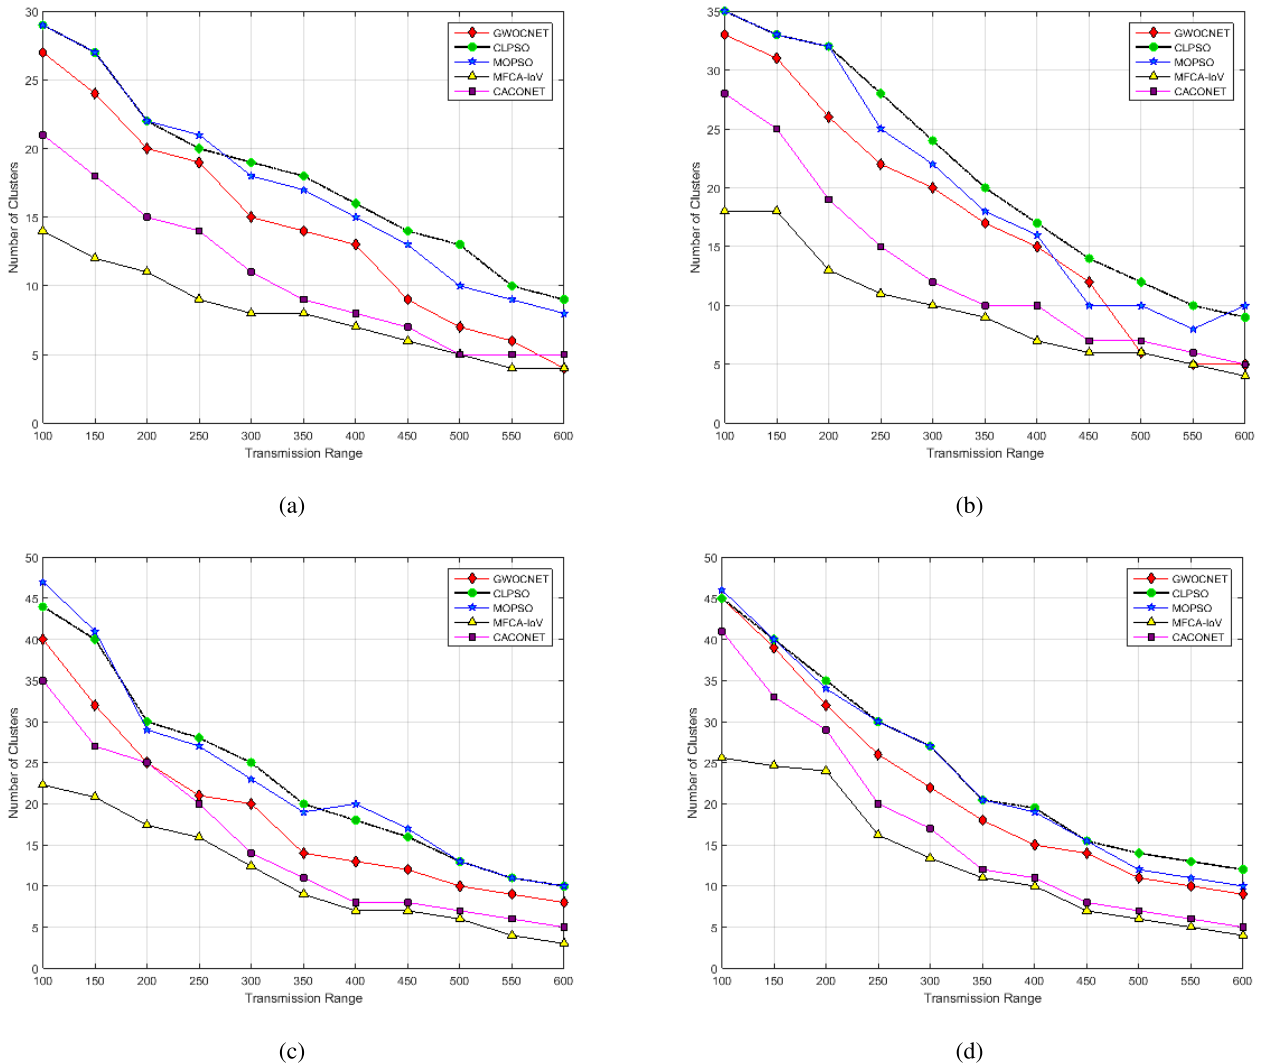 30
25
20
15
10
5
0
Number of Clusters
100 150 200 250 300 350 400 450 500 550 600
Transmission Range
GWOCNET
CLPSO
MOPSO
MFCA-IoV
CACONET
(a)
35
30
25
20
15
10
5
0
Number of Clusters
100 150 200 250 300 350 400 450 500 550 600
Transmission Range
GWOCNET
CLPSO
MOPSO
MFCA-IoV
CACONET
(b)
50
45
40
35
30
25
20
15
10
5
0
Number of Clusters
100 150 200 250 300 350 400 450 500 550 600
Transmission Range
GWOCNET
CLPSO
MOPSO
MFCA-IoV
CACONET
(c)
50
45
40
35
30
25
20
15
10
5
0
Number of Clusters
100 150 200 250 300 350 400 450 500 550 600
Transmission Range
GWOCNET
CLPSO
MOPSO
MFCA-IoV
CACONET
(d)